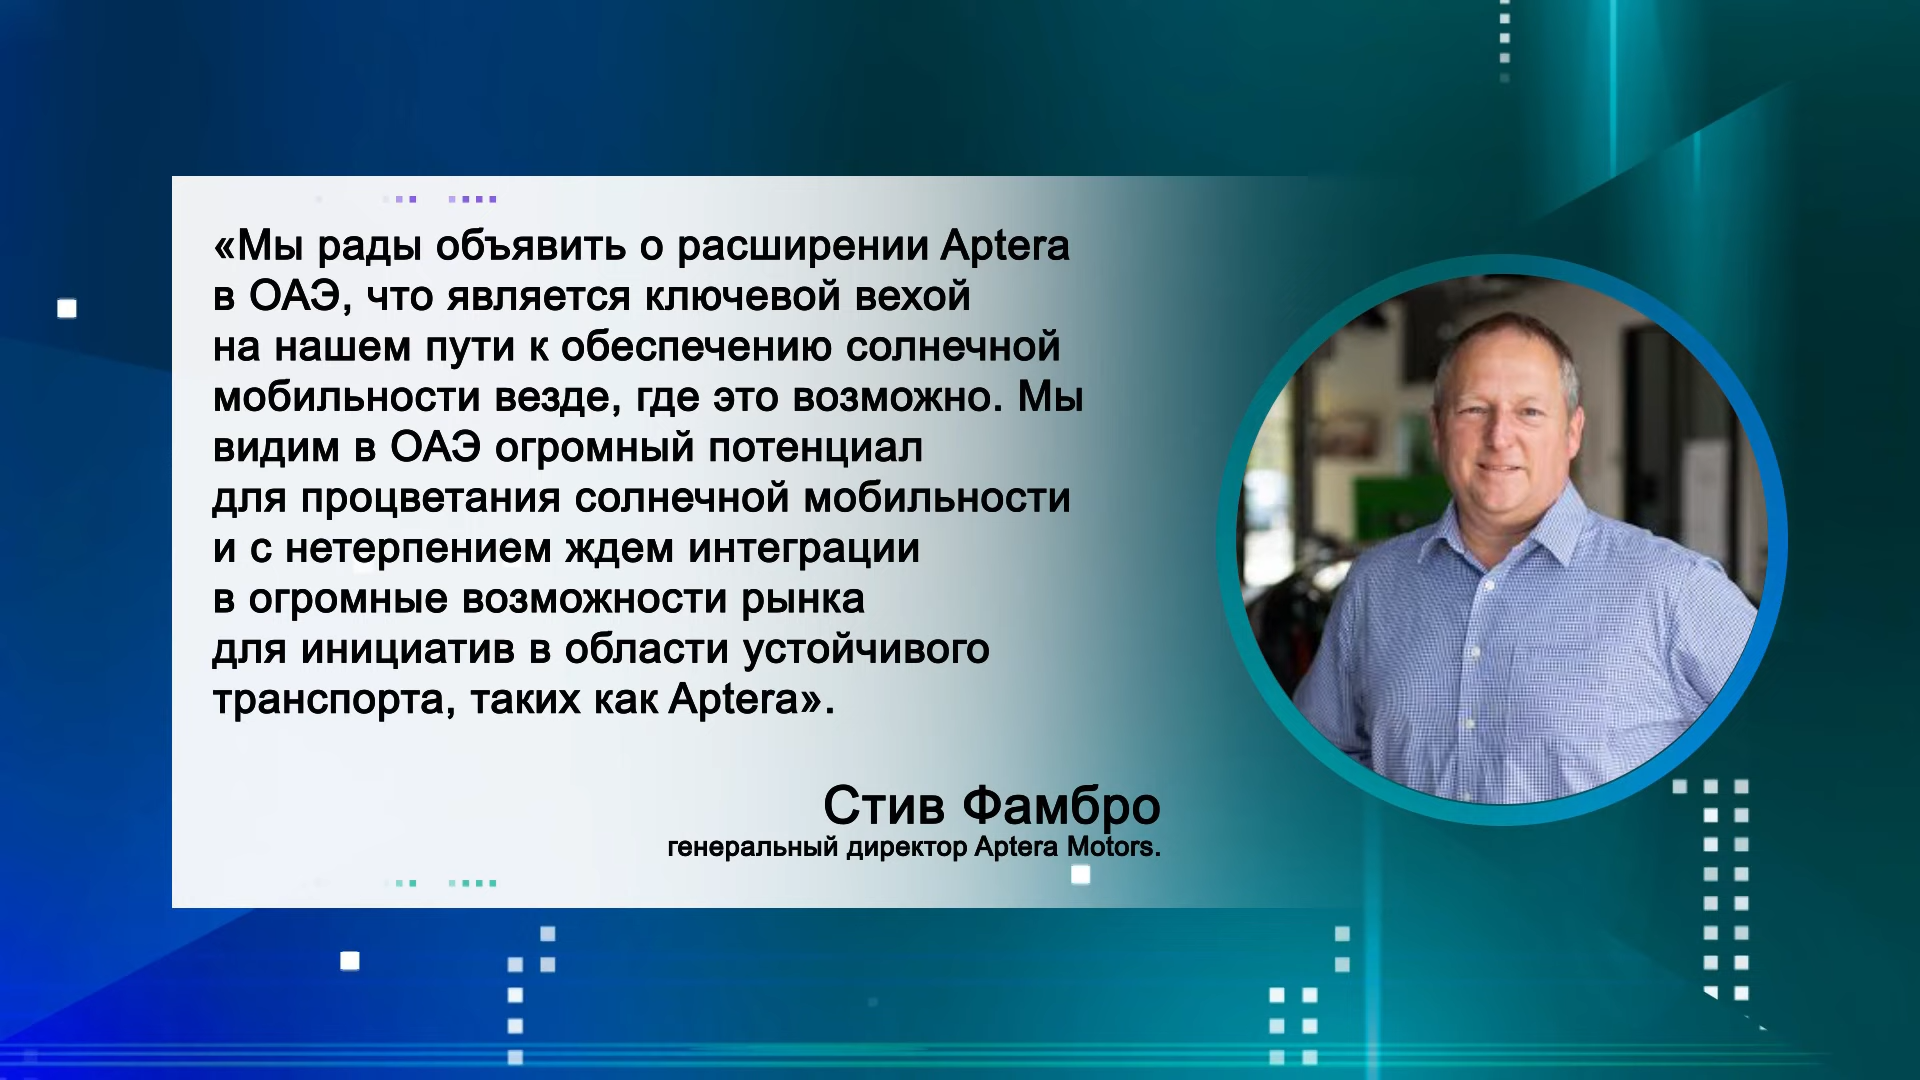 «Мы рады объявить о расширении Aptera
в ОАЭ, что является ключевой вехой
на нашем пути к обеспечению солнечной
мобильности везде, где это возможно. Мы
видим в ОАЭ огромный потенциал
для процветания солнечной мобильности
и с нетерпением ждем интеграции
в огромные возможности рынка
для инициатив в области устойчивого
транспорта, таких как Aptera».
Стив Фамбро
генеральный директор Aptera Motors.